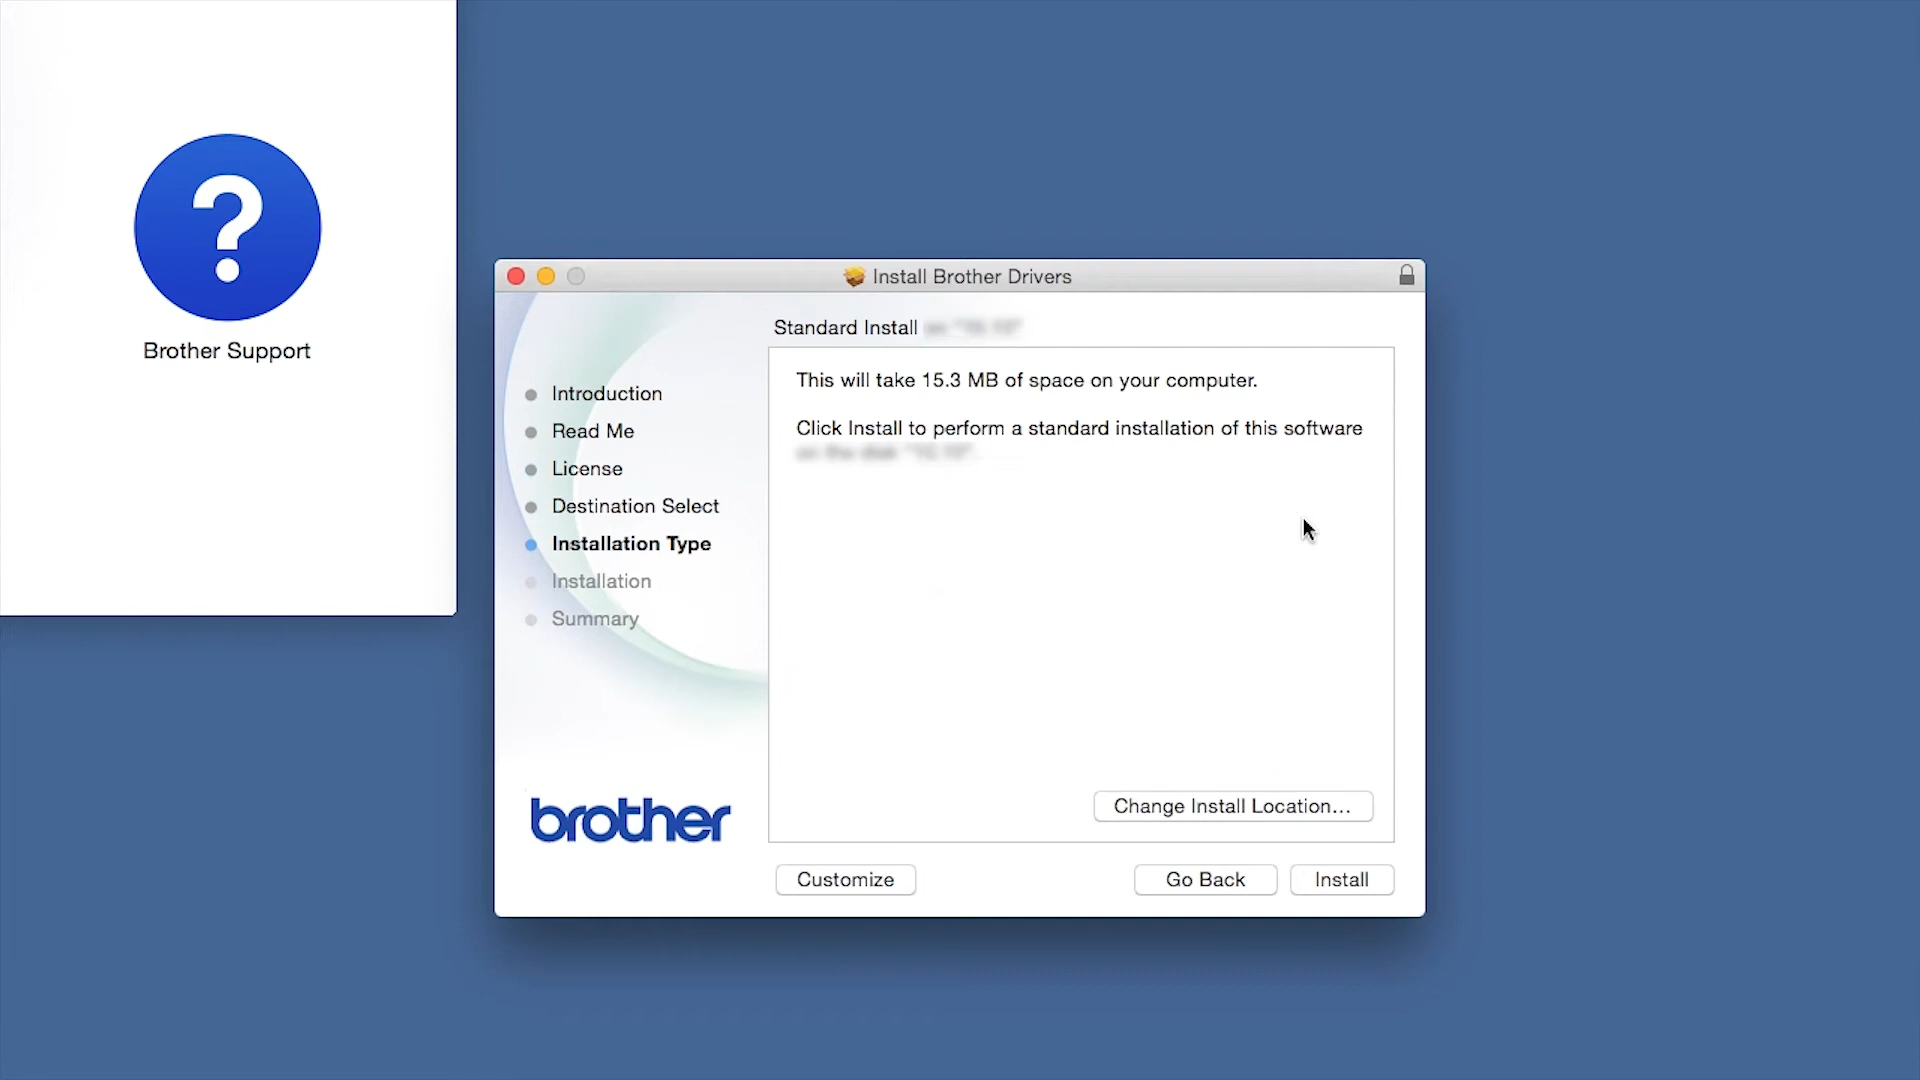 ?
Brother Support
Install Brother Drivers
Standard Install
Introduction
Read Me
License
Destination Select
Installation Type
Installation
Summary
This will take 15.3 MB of space on your computer.
Click Install to perform a standard installation of this software
Change Install Location...
brother
Customize
Go Back
Install